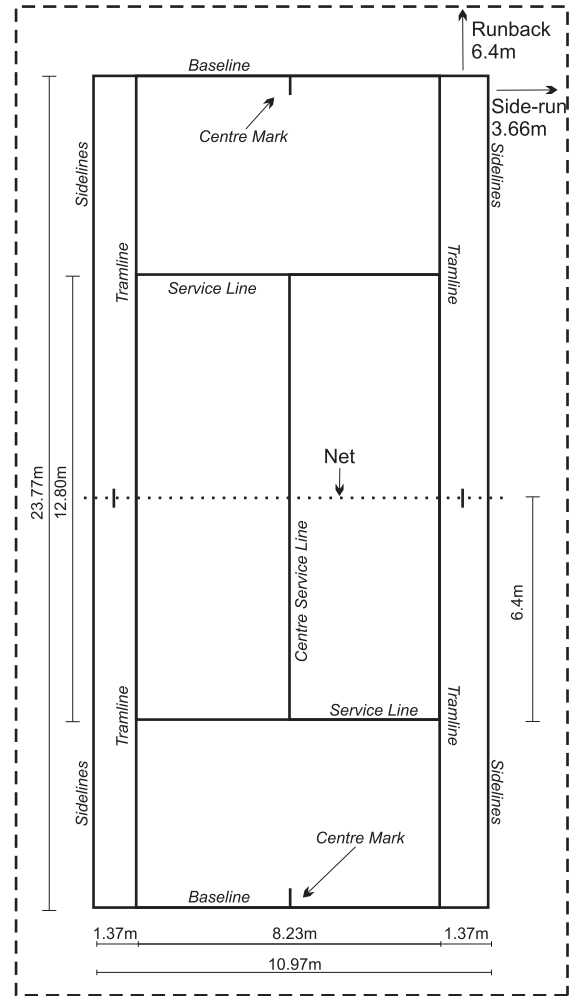 Runback
6.4m
Baseline
Side-run
3.66m
Centre Mark
Sidelines
Sidelines
Tramline
Tramline
Service Line
Net
23.77m
12.80m
Centre Service Line
6.4m
Tramline
Tramline
Service Line
Sidelines
Sidelines
Centre Mark
Baseline
1.37m
8.23m
1.37m
10.97m